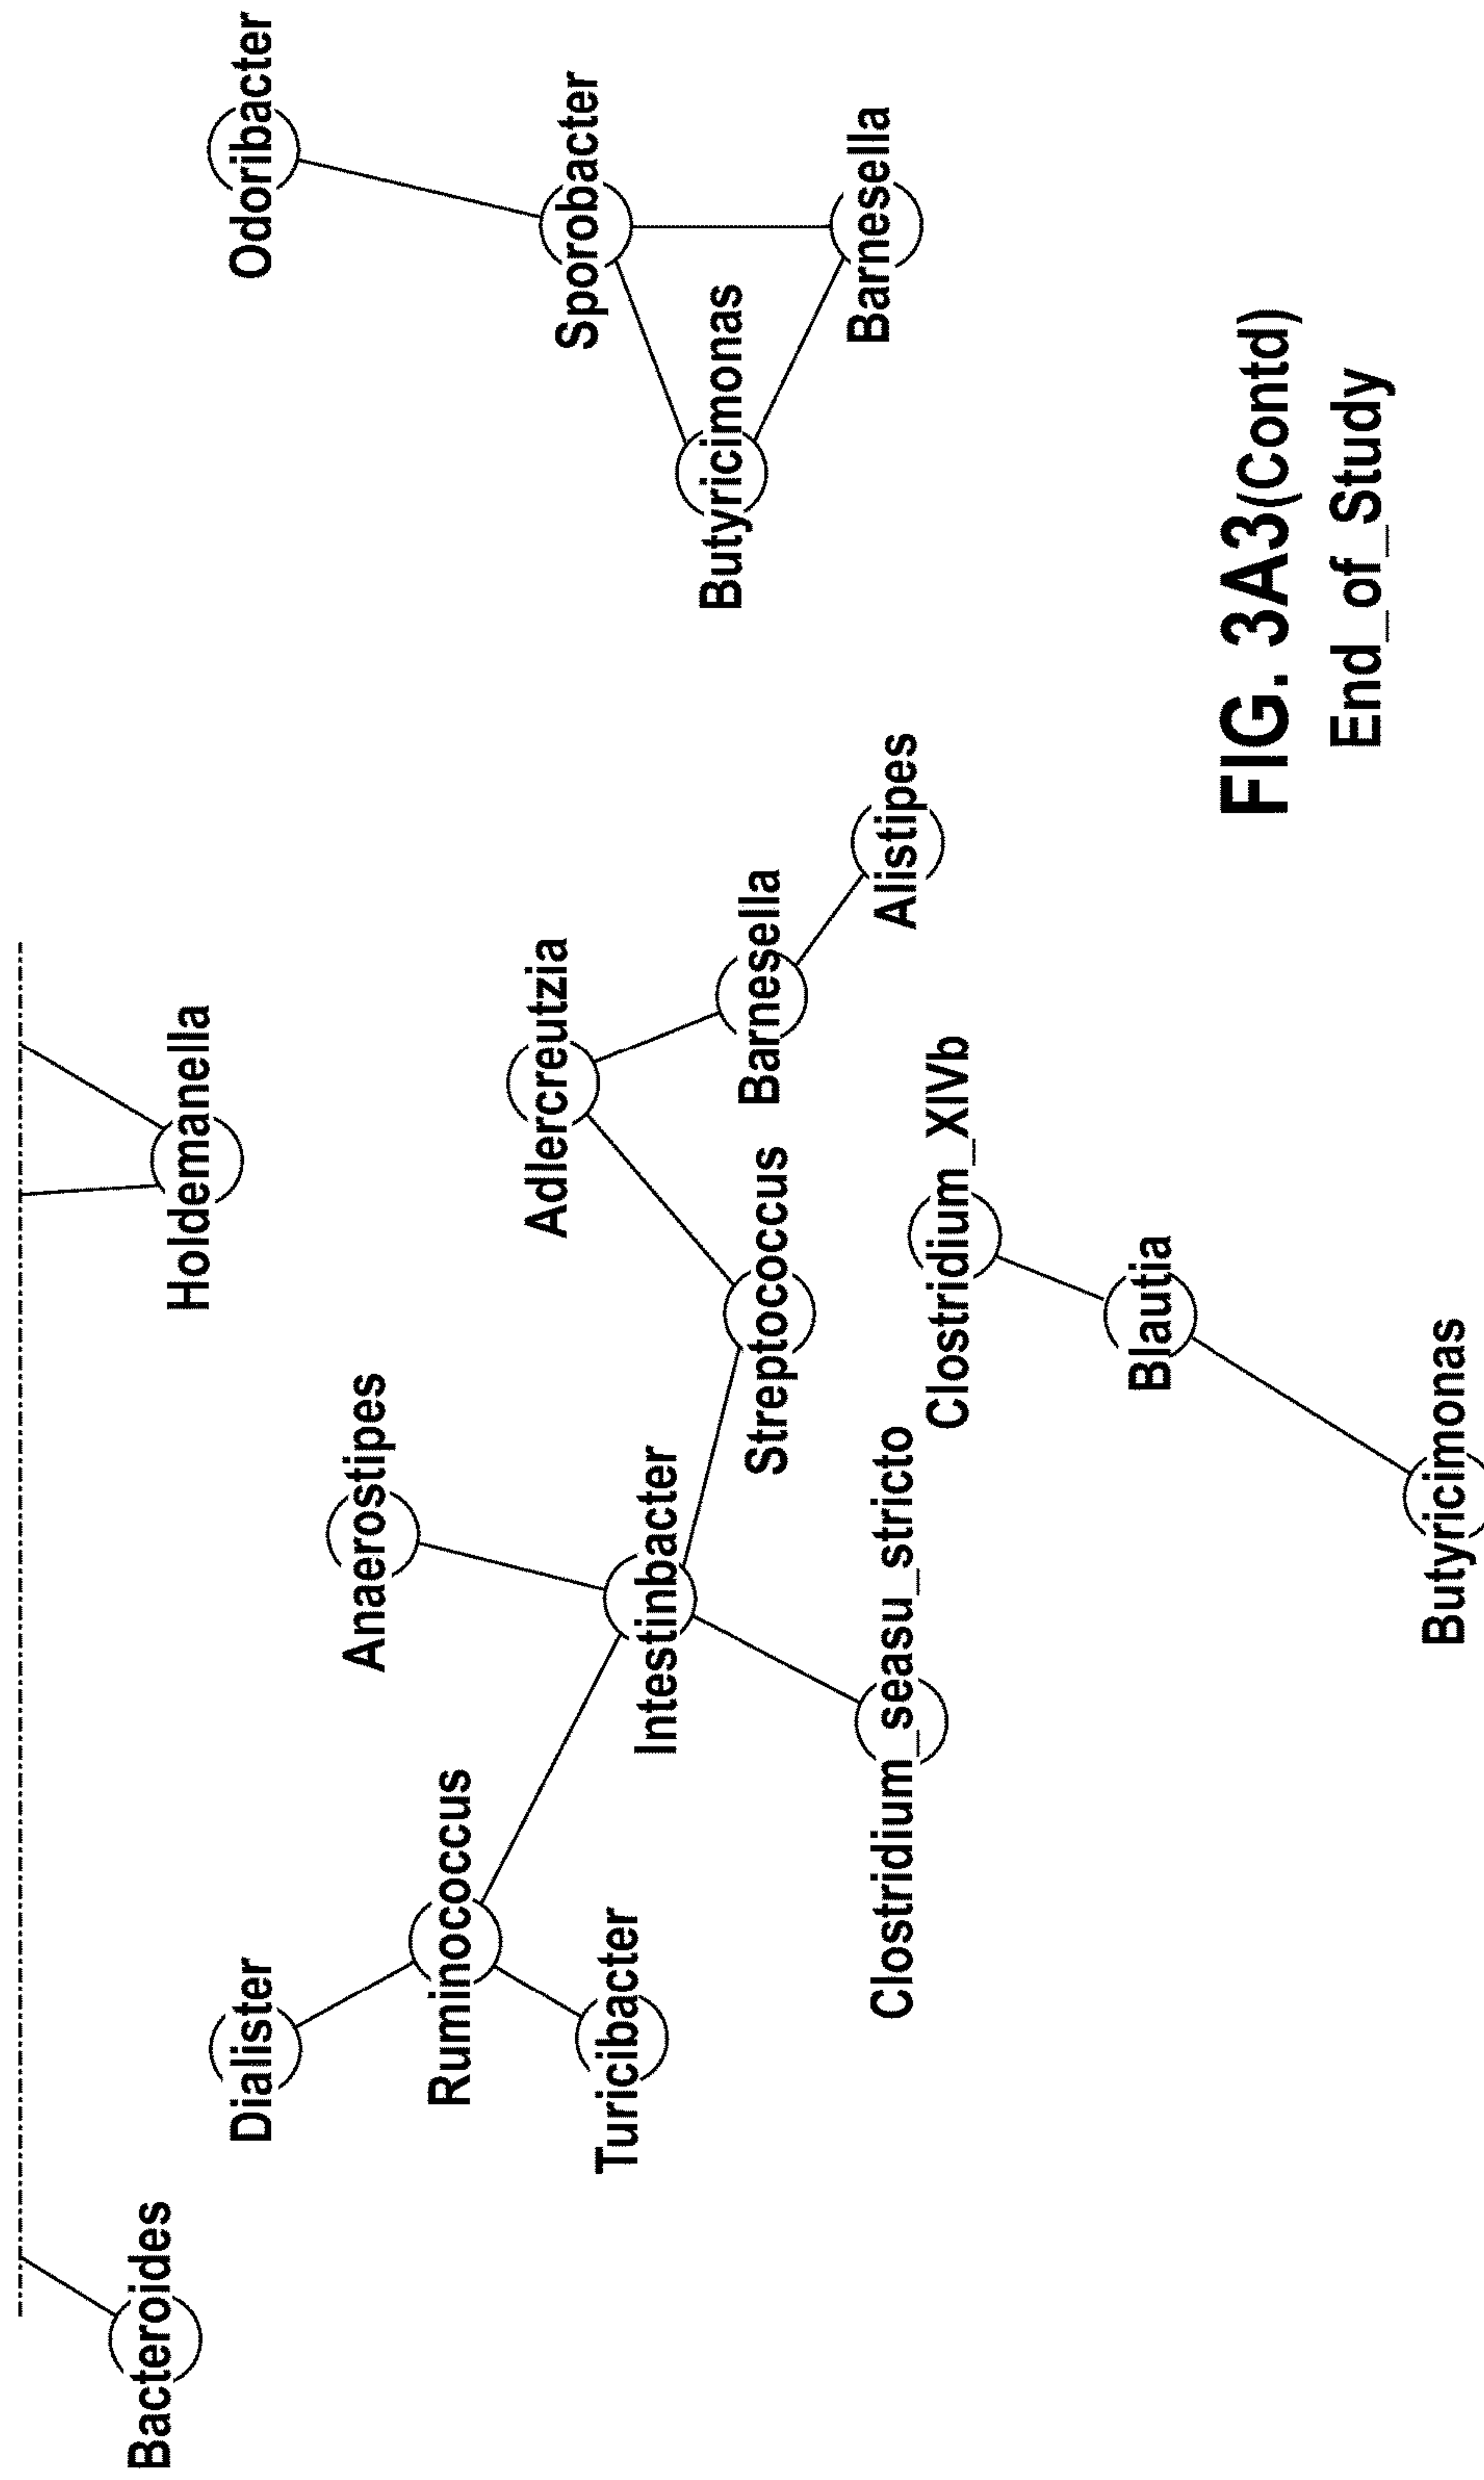 Bacteroides
Holdemanella
Dialister
Odoribacter
Anaerostipes
Ruminococcus
Adlercreutzia
Sporobacter
Turicibacter
Intestinbacter
Butyricimonas
Streptococcus
Barnesella
Barnesella
Clostridium_seasu_stricto
Alistipes
Clostridium_XIVb
Blautia
Butyricimonas
FIG. 3A3(Contd)
End_of_Study